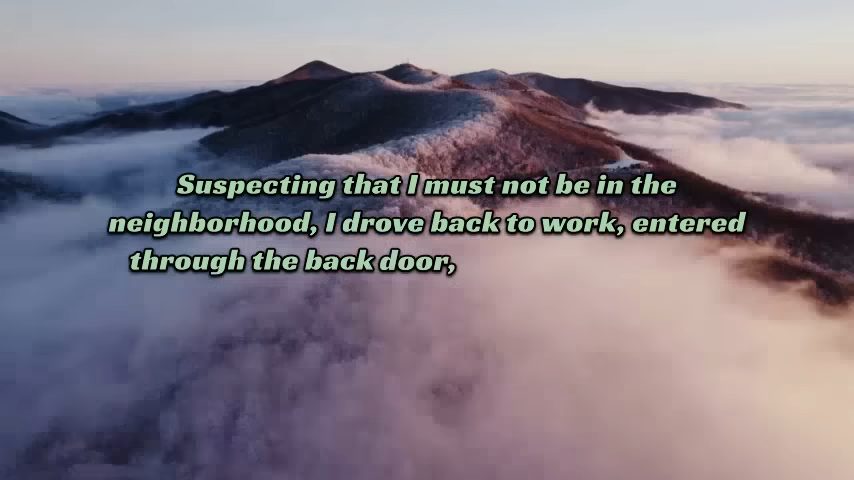 Suspecting that I must not be in the
neighborhood, I drove back to work, entered
through the back door,